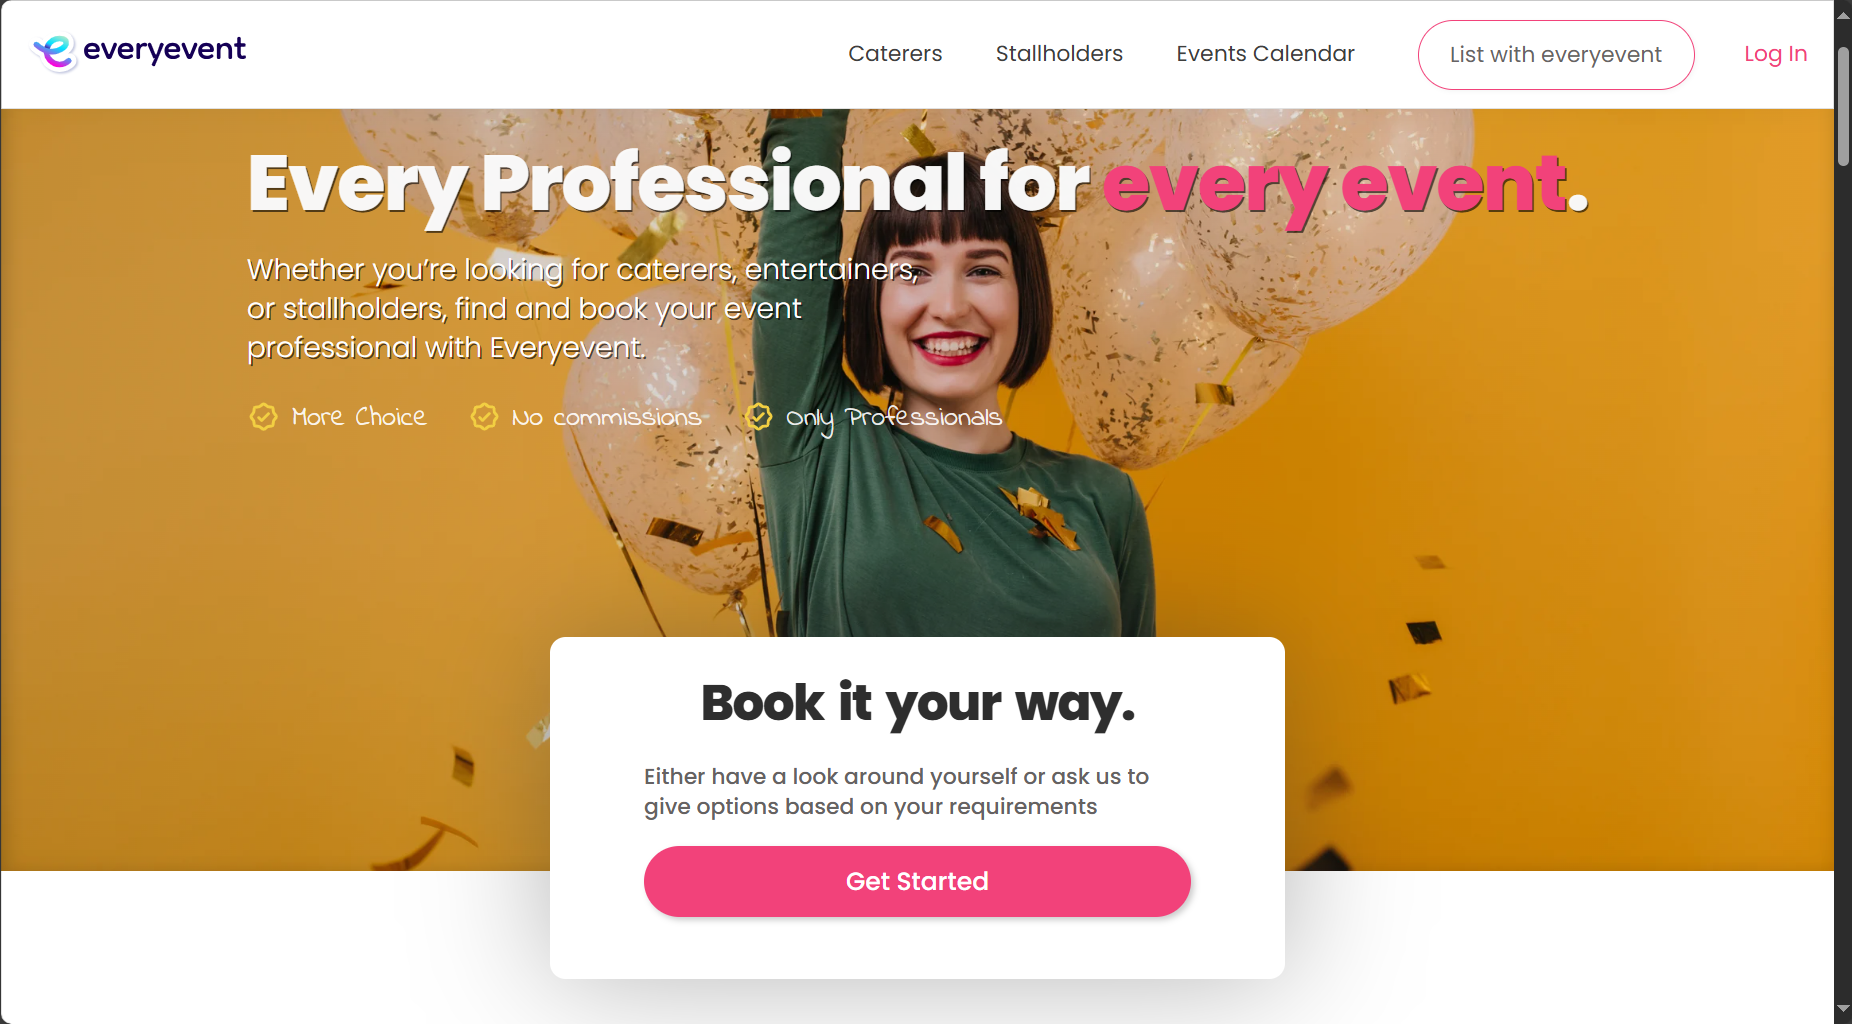 everyevent
Caterers
Stallholders
Events Calendar
List with everyevent
Log In
Every Professional for every event.
Whether you’re looking for caterers, entertainers,
or stallholders, find and book your event
professional with Everyevent.
More Choice
No commissions
Only Professionals
Book it your way.
Either have a look around yourself or ask us to
give options based on your requirements
Get Started